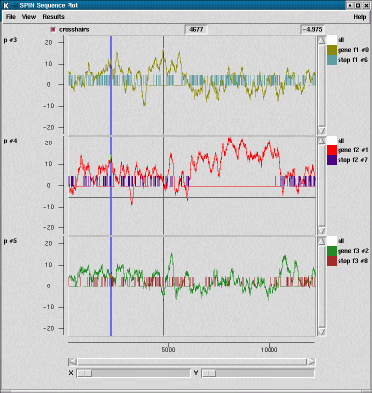 SPIN Sequence Plot
File View Results Help
crosshairs 4677 -4.975
p #3
20
10
0
-10
-20
all
gene f1 #0
stop f1 #6
p #4
20
10
0
-10
-20
all
gene f2 #1
stop f2 #7
p #5
20
10
0
-10
-20
all
gene f3 #2
stop f3 #8
5000 10000
X Y